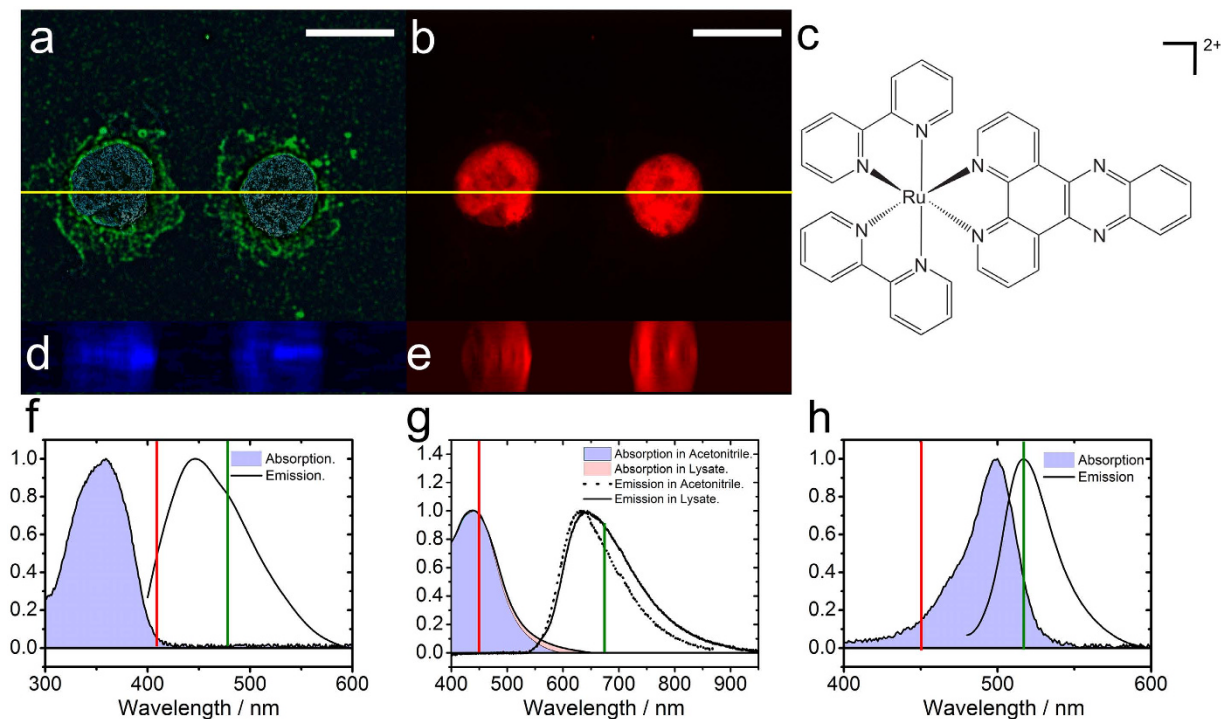 a
b
c
2+
N
N
N
N
N
N
N
N
Ru
d
e
f
g
h
1.0
0.8
0.6
0.4
0.2
0.0
Absorption.
Emission.
300 400 500 600
Wavelength / nm
1.4
1.2
1.0
0.8
0.6
0.4
0.2
0.0
Absorption in Acetonitrile.
Absorption in Lysate.
Emission in Acetonitrile.
Emission in Lysate.
400 500 600 700 800 900
Wavelength / nm
1.0
0.8
0.6
0.4
0.2
0.0
Absorption
Emission
400 500 600
Wavelength / nm